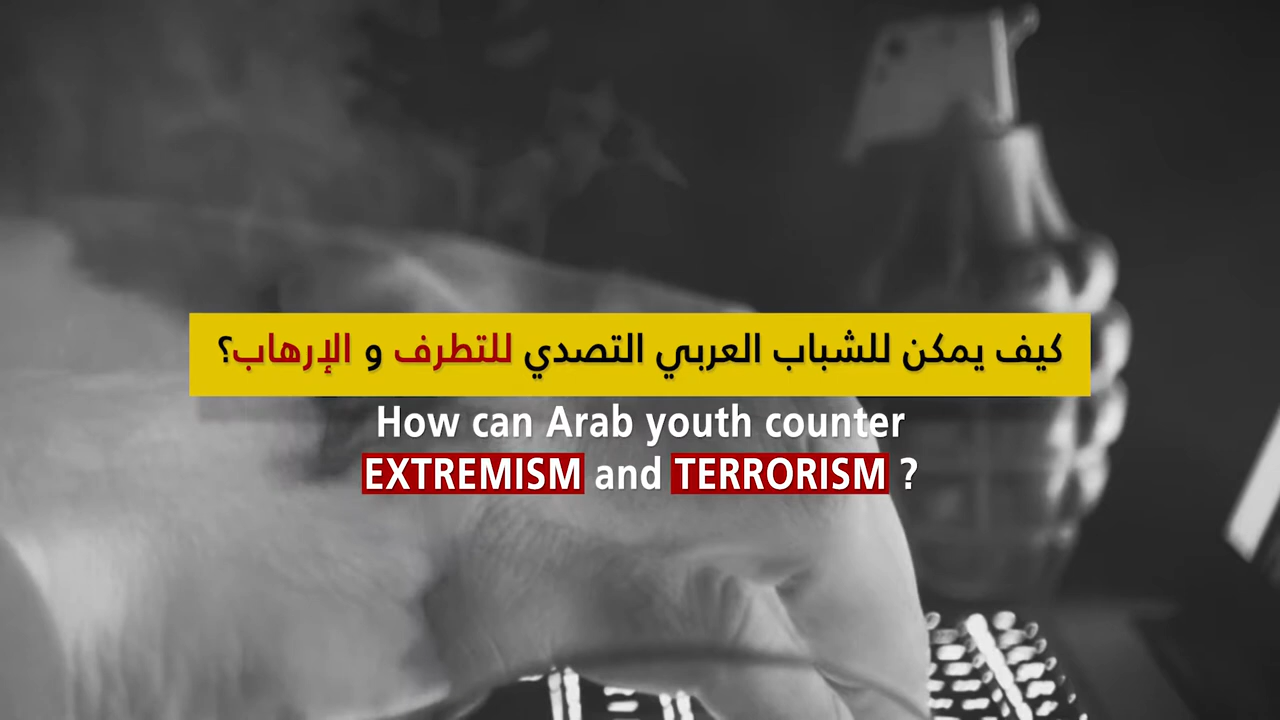 كيف يمكن للشباب العربي التصدي للتطرف و الإرهاب؟
How can Arab youth counter
EXTREMISM and TERRORISM ?